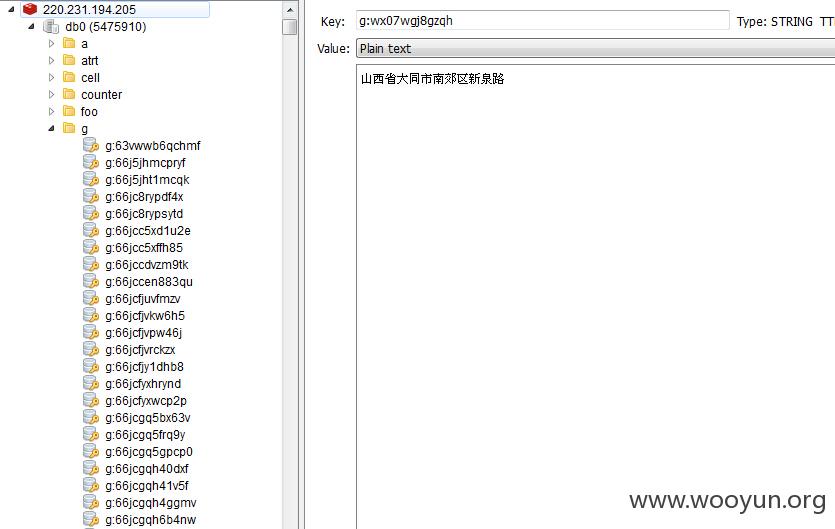 220.231.194.205
db0 (5475910)
a
atrt
cell
counter
foo
g
g:63vwwb6qchmf
g:66j5jhmcpryf
g:66j5jht1mcqk
g:66jc8rypdf4x
g:66jc8rypsytd
g:66jcc5xd1u2e
g:66jcc5xffh85
g:66jccdvzm9tk
g:66jccen883qu
g:66jcfjuvfmzv
g:66jcfjvkw6h5
g:66jcfjvpw46j
g:66jcfjvrckzx
g:66jcfjy1dhb8
g:66jcfyxhrynd
g:66jcfyxwcp2p
g:66jcgq5bx63v
g:66jcgq5frq9y
g:66jcgq5gpcp0
g:66jcgqh40dxf
g:66jcgqh41v5f
g:66jcgqh4ggmv
g:66jcgqh6b4nw
Key: g:wx07wgj8gzqh Type: STRING TTL
Value: Plain text
山西省大同市南郊区新泉路
www.wooyun.org